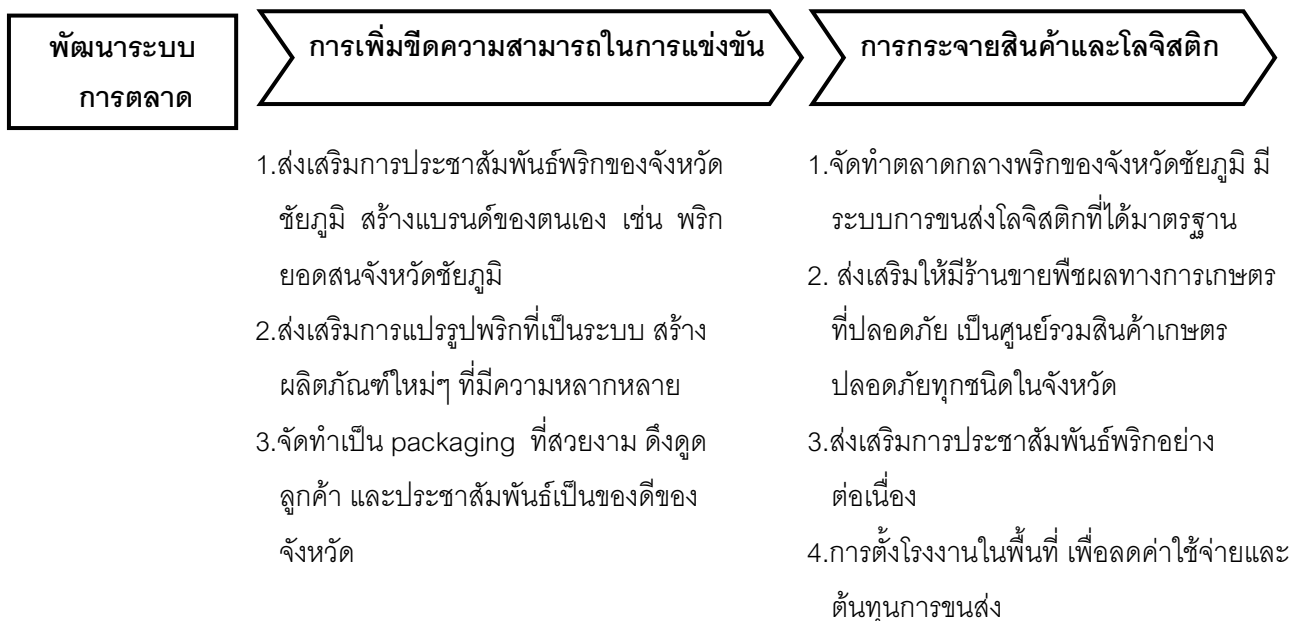 พัฒนาระบบ
การตลาด
การเพิ่มขีดความสามารถในการแข่งขัน
การกระจายสินค้าและโลจิสติก
1.ส่งเสริมการประชาสัมพันธ์พริกของจังหวัด
ชัยภูมิ สร้างแบรนด์ของตนเอง เช่น พริก
ยอดสนจังหวัดชัยภูมิ
2.ส่งเสริมการแปรรูปพริกที่เป็นระบบ สร้าง
ผลิตภัณฑ์ใหม่ๆ ที่มีความหลากหลาย
3.จัดทำเป็น packaging ที่สวยงาม ดึงดูด
ลูกค้า และประชาสัมพันธ์เป็นของดีของ
จังหวัด
1.จัดทำตลาดกลางพริกของจังหวัดชัยภูมิ มี
ระบบการขนส่งโลจิสติกที่ได้มาตรฐาน
2. ส่งเสริมให้มีร้านขายพืชผลทางการเกษตร
ที่ปลอดภัย เป็นศูนย์รวมสินค้าเกษตร
ปลอดภัยทุกชนิดในจังหวัด
3.ส่งเสริมการประชาสัมพันธ์พริกอย่าง
ต่อเนื่อง
4.การตั้งโรงงานในพื้นที่ เพื่อลดค่าใช้จ่ายและ
ต้นทุนการขนส่ง